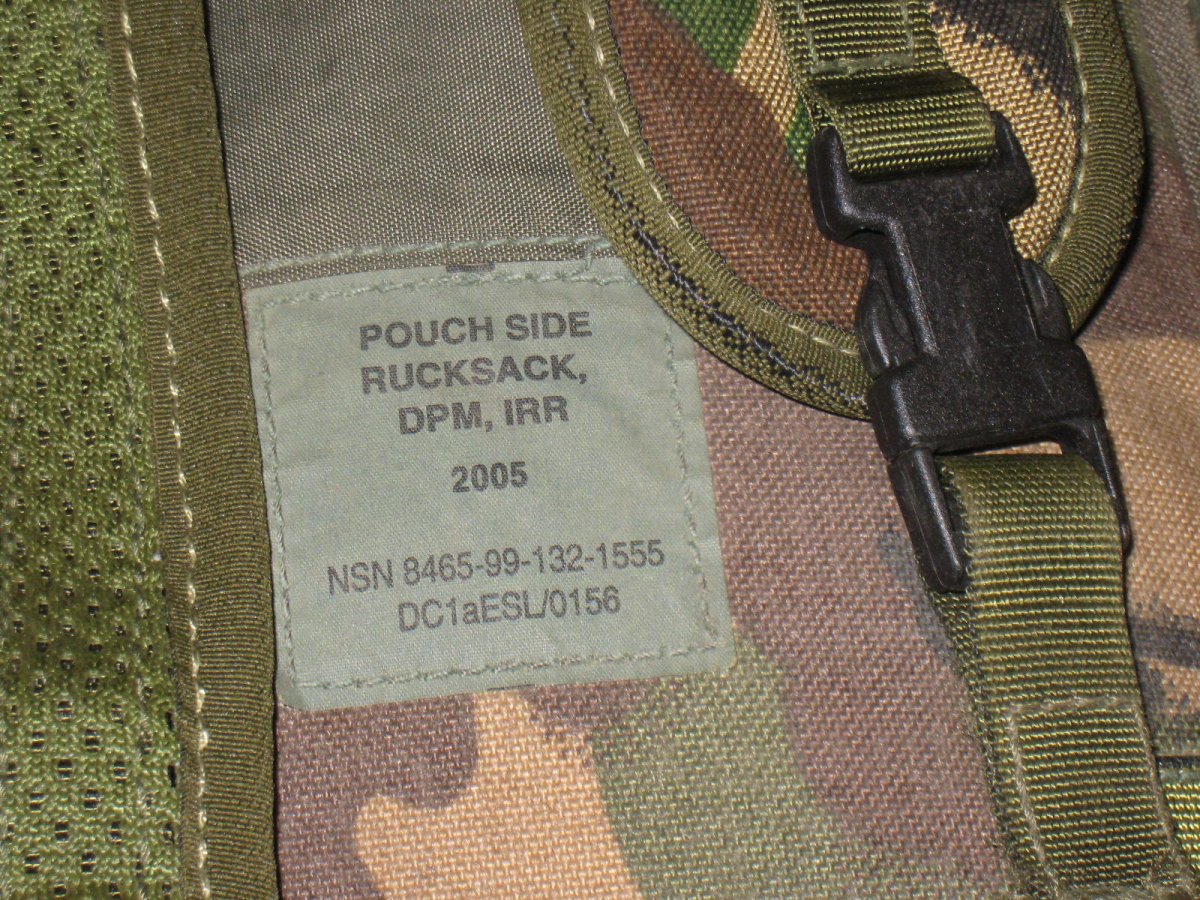 POUCH SIDE
RUCKSACK,
DPM, IRR
2005
NSN 8465-99-132-1555
DC1aESL/0156